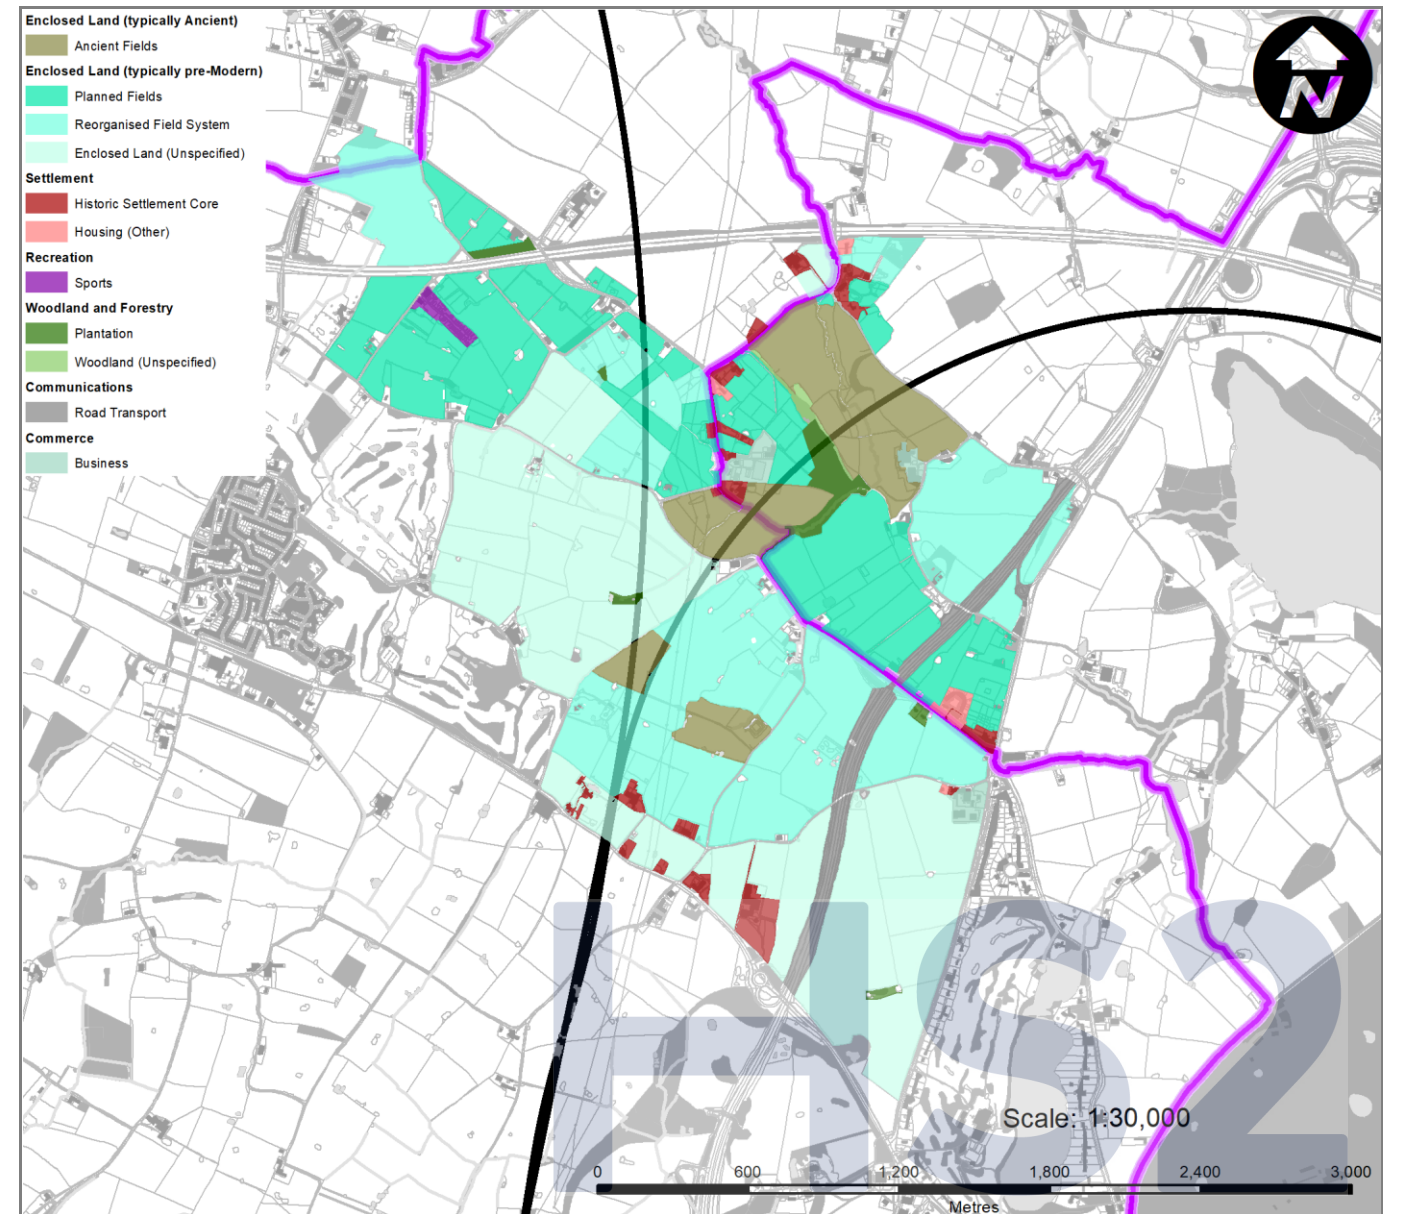 Enclosed Land (typically Ancient)
Ancient Fields
Enclosed Land (typically pre-Modern)
Planned Fields
Reorganised Field System
Enclosed Land (Unspecified)
Settlement
Historic Settlement Core
Housing (Other)
Recreation
Sports
Woodland and Forestry
Plantation
Woodland (Unspecified)
Communications
Road Transport
Commerce
Business
N
HS2
Scale: 1:30,000
0 600 1,200 1,800 2,400 3,000
Metres